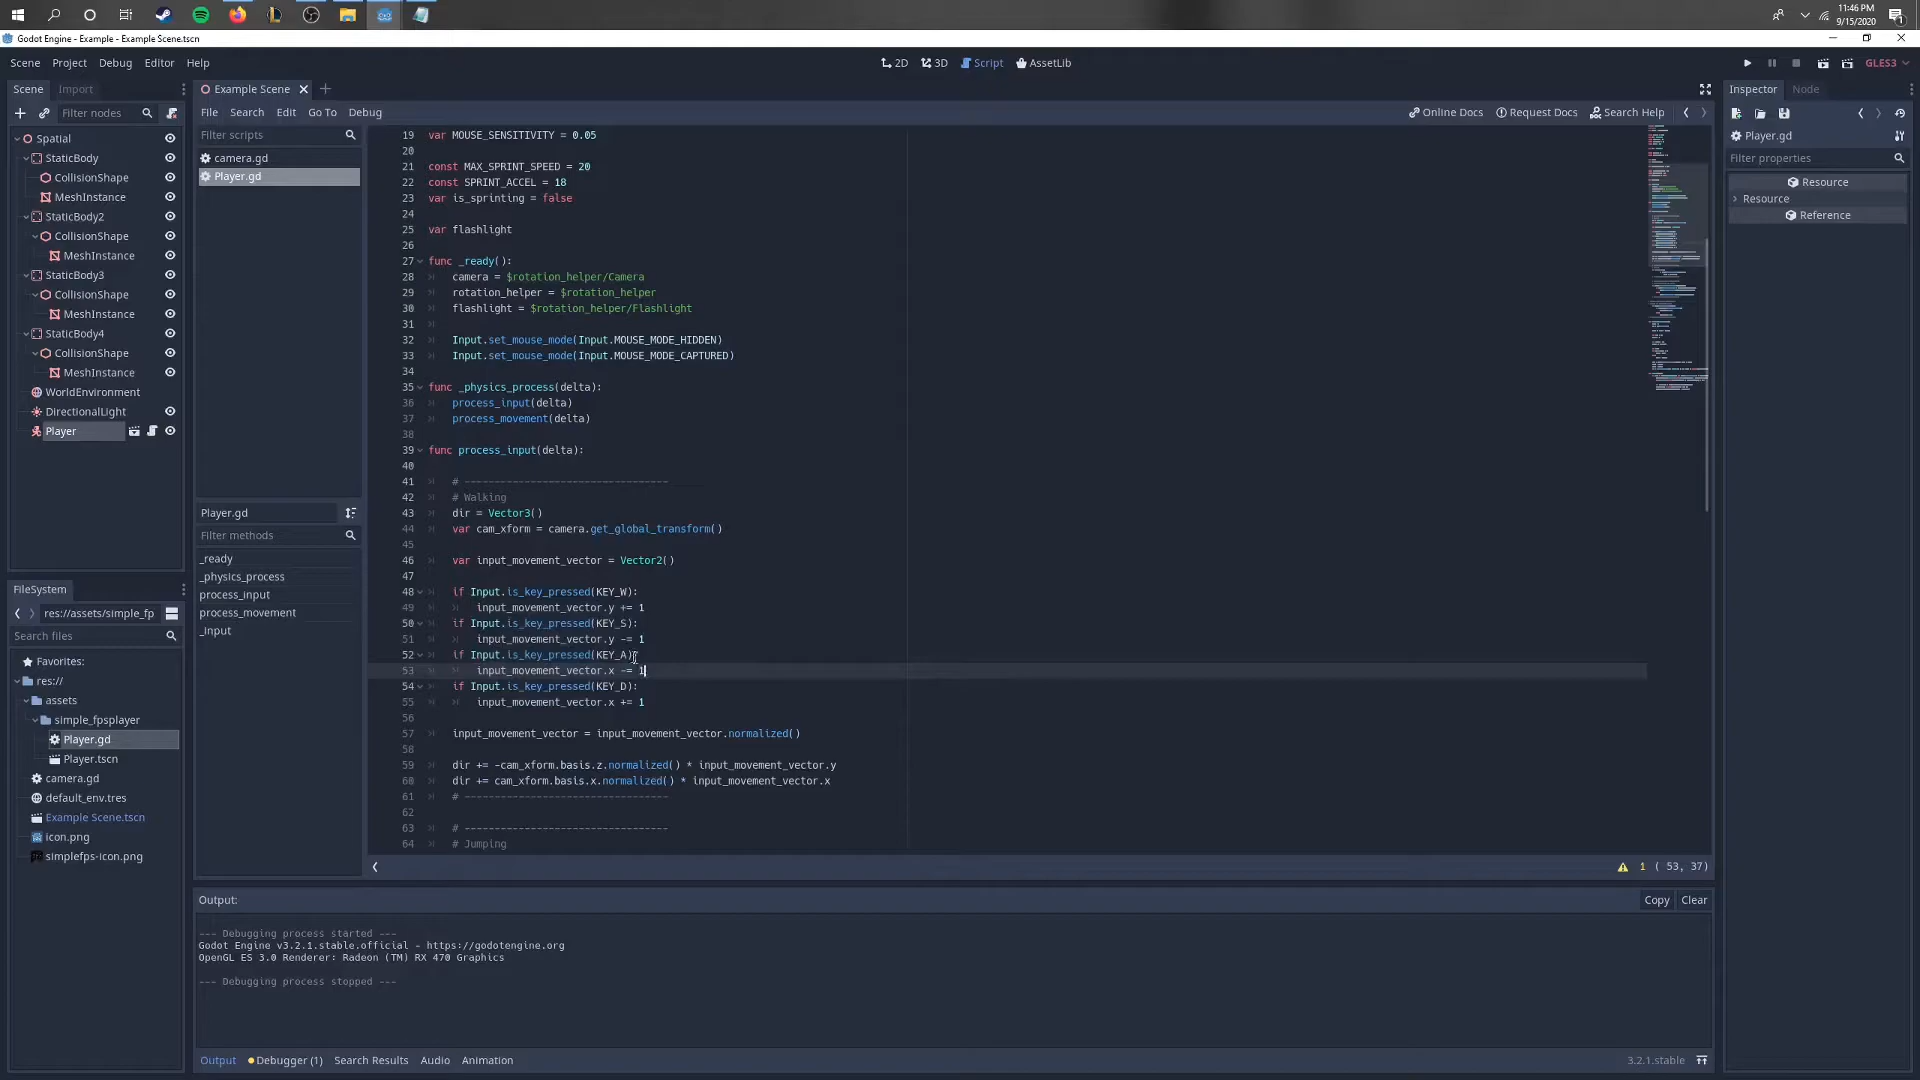 11:46 PM
9/15/2020
Godot Engine - Example - Example Scene.tscn
Scene Project Debug Editor Help
2D 3D Script AssetLib
GLES3
Scene Import
Filter nodes
Spatial
StaticBody
CollisionShape
MeshInstance
StaticBody2
CollisionShape
MeshInstance
StaticBody3
CollisionShape
MeshInstance
StaticBody4
CollisionShape
MeshInstance
WorldEnvironment
DirectionalLight
Player
FileSystem
res://assets/simple_fp
Search files
Favorites:
res://
assets
simple_fpsplayer
Player.gd
Player.tscn
camera.gd
default_env.tres
Example Scene.tscn
icon.png
simplefps-icon.png
Example Scene
File Search Edit Go To Debug
Online Docs Request Docs Search Help
Filter scripts
camera.gd
Player.gd
Player.gd
Filter methods
_ready
_physics_process
process_input
process_movement
_input
19 var MOUSE_SENSITIVITY = 0.05
20
21 const MAX_SPRINT_SPEED = 20
22 const SPRINT_ACCEL = 18
23 var is_sprinting = false
24
25 var flashlight
26
27 func _ready():
28 camera = $rotation_helper/Camera
29 rotation_helper = $rotation_helper
30 flashlight = $rotation_helper/Flashlight
31
32 Input.set_mouse_mode(Input.MOUSE_MODE_HIDDEN)
33 Input.set_mouse_mode(Input.MOUSE_MODE_CAPTURED)
34
35 func _physics_process(delta):
36 process_input(delta)
37 process_movement(delta)
38
39 func process_input(delta):
40
41 # ----------------------------------
42 # Walking
43 dir = Vector3()
44 var cam_xform = camera.get_global_transform()
45
46 var input_movement_vector = Vector2()
47
48 if Input.is_key_pressed(KEY_W):
49 input_movement_vector.y += 1
50 if Input.is_key_pressed(KEY_S):
51 input_movement_vector.y -= 1
52 if Input.is_key_pressed(KEY_A):
53 input_movement_vector.x -= 1
54 if Input.is_key_pressed(KEY_D):
55 input_movement_vector.x += 1
56
57 input_movement_vector = input_movement_vector.normalized()
58
59 dir += -cam_xform.basis.z.normalized() * input_movement_vector.y
60 dir += cam_xform.basis.x.normalized() * input_movement_vector.x
61 # ----------------------------------
62
63 # ----------------------------------
64 # Jumping
1 ( 53, 37)
Output:
Copy Clear
--- Debugging process started ---
Godot Engine v3.2.1.stable.official - https://godotengine.org
OpenGL ES 3.0 Renderer: Radeon (TM) RX 470 Graphics
--- Debugging process stopped ---
Output Debugger (1) Search Results Audio Animation
3.2.1.stable
Inspector Node
Player.gd
Filter properties
Resource
Resource
Reference